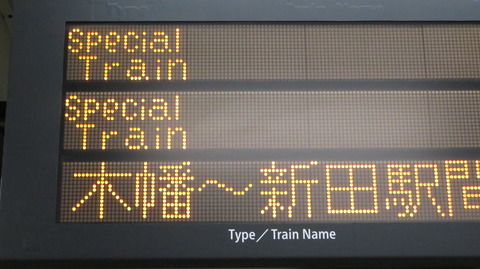 Special
Train
Special
Train
木幡～新田駅間
Type／Train Name